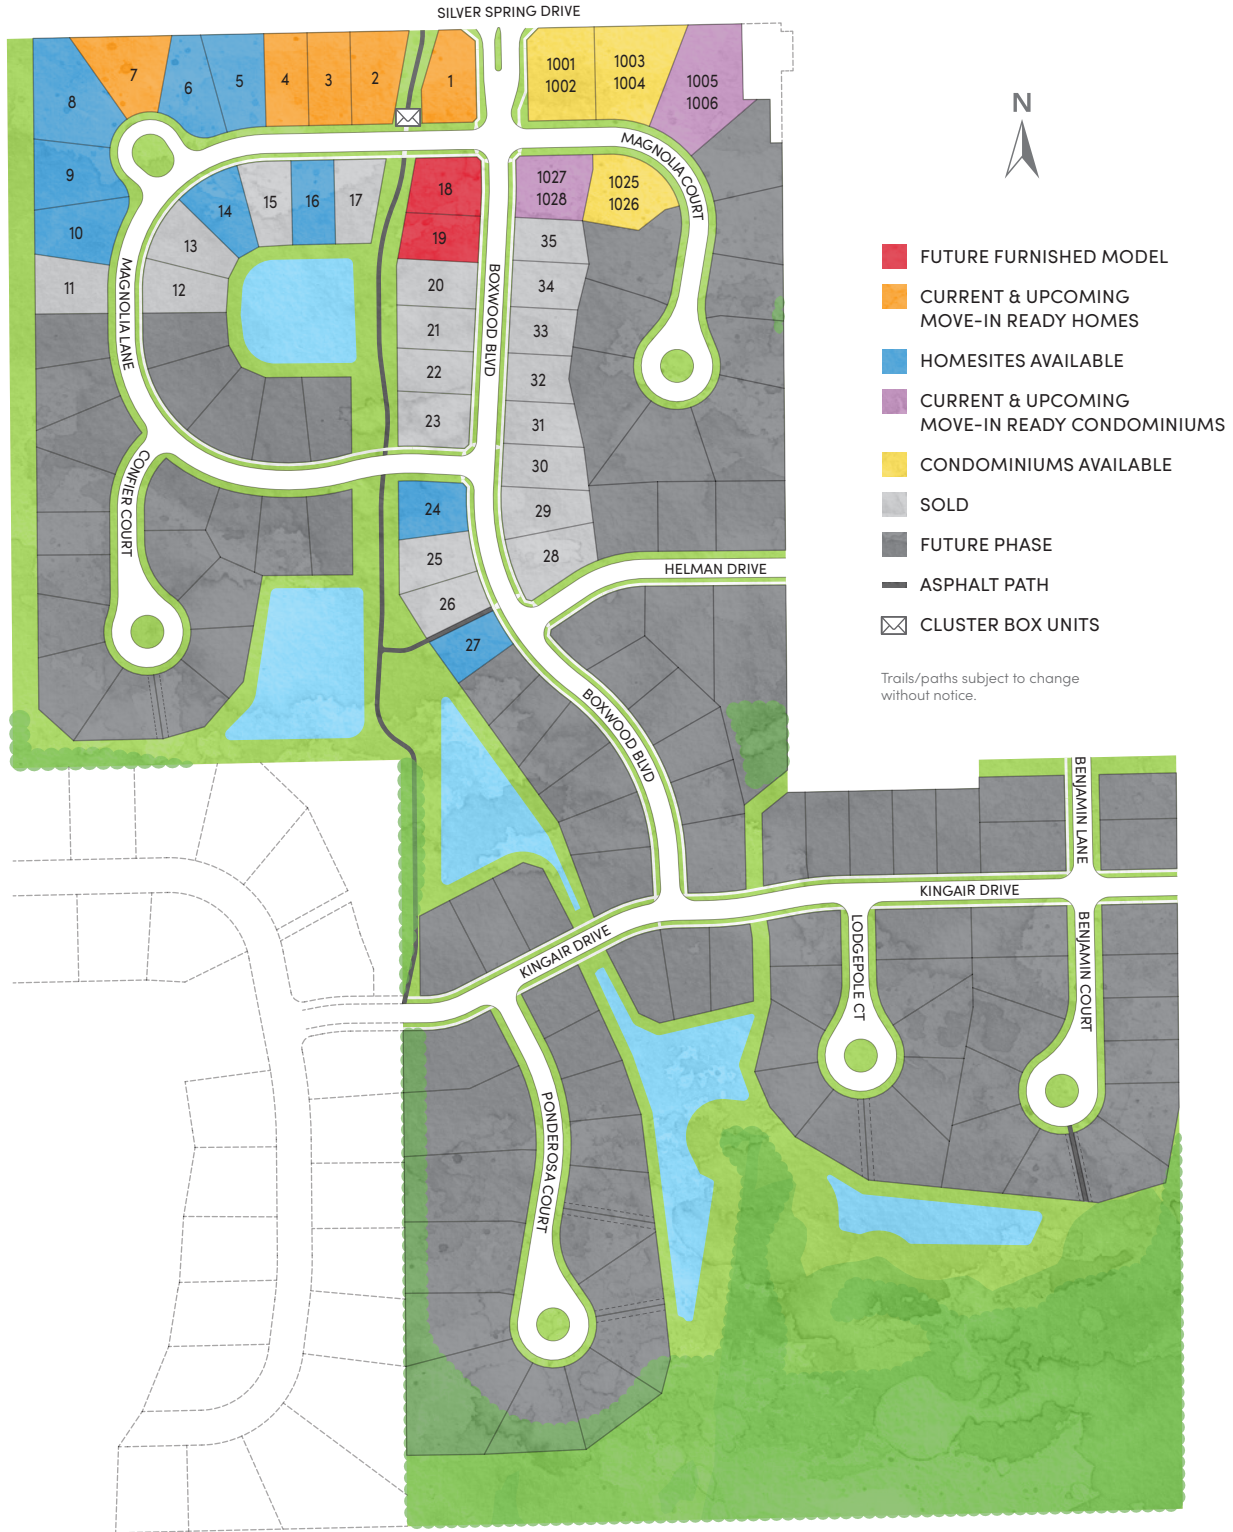 SILVER SPRING DRIVE
1
2
3
4
5
6
7
8
9
10
11
12
13
14
15
16
17
18
19
20
21
22
23
24
25
26
27
28
29
30
31
32
33
34
35
1001
1002
1003
1004
1005
1006
1027
1028
1025
1026
MAGNOLIA COURT
MAGNOLIA LANE
BOXWOOD BLVD
CONFIER COURT
HELMAN DRIVE
BOXWOOD BLVD
BENJAMIN LANE
KINGAIR DRIVE
KINGAIR DRIVE
LODGEPOLE CT
BENJAMIN COURT
PONDEROSA COURT
N
FUTURE FURNISHED MODEL
CURRENT & UPCOMING
MOVE-IN READY HOMES
HOMESITES AVAILABLE
CURRENT & UPCOMING
MOVE-IN READY CONDOMINIUMS
CONDOMINIUMS AVAILABLE
SOLD
FUTURE PHASE
ASPHALT PATH
CLUSTER BOX UNITS
Trails/paths subject to change
without notice.